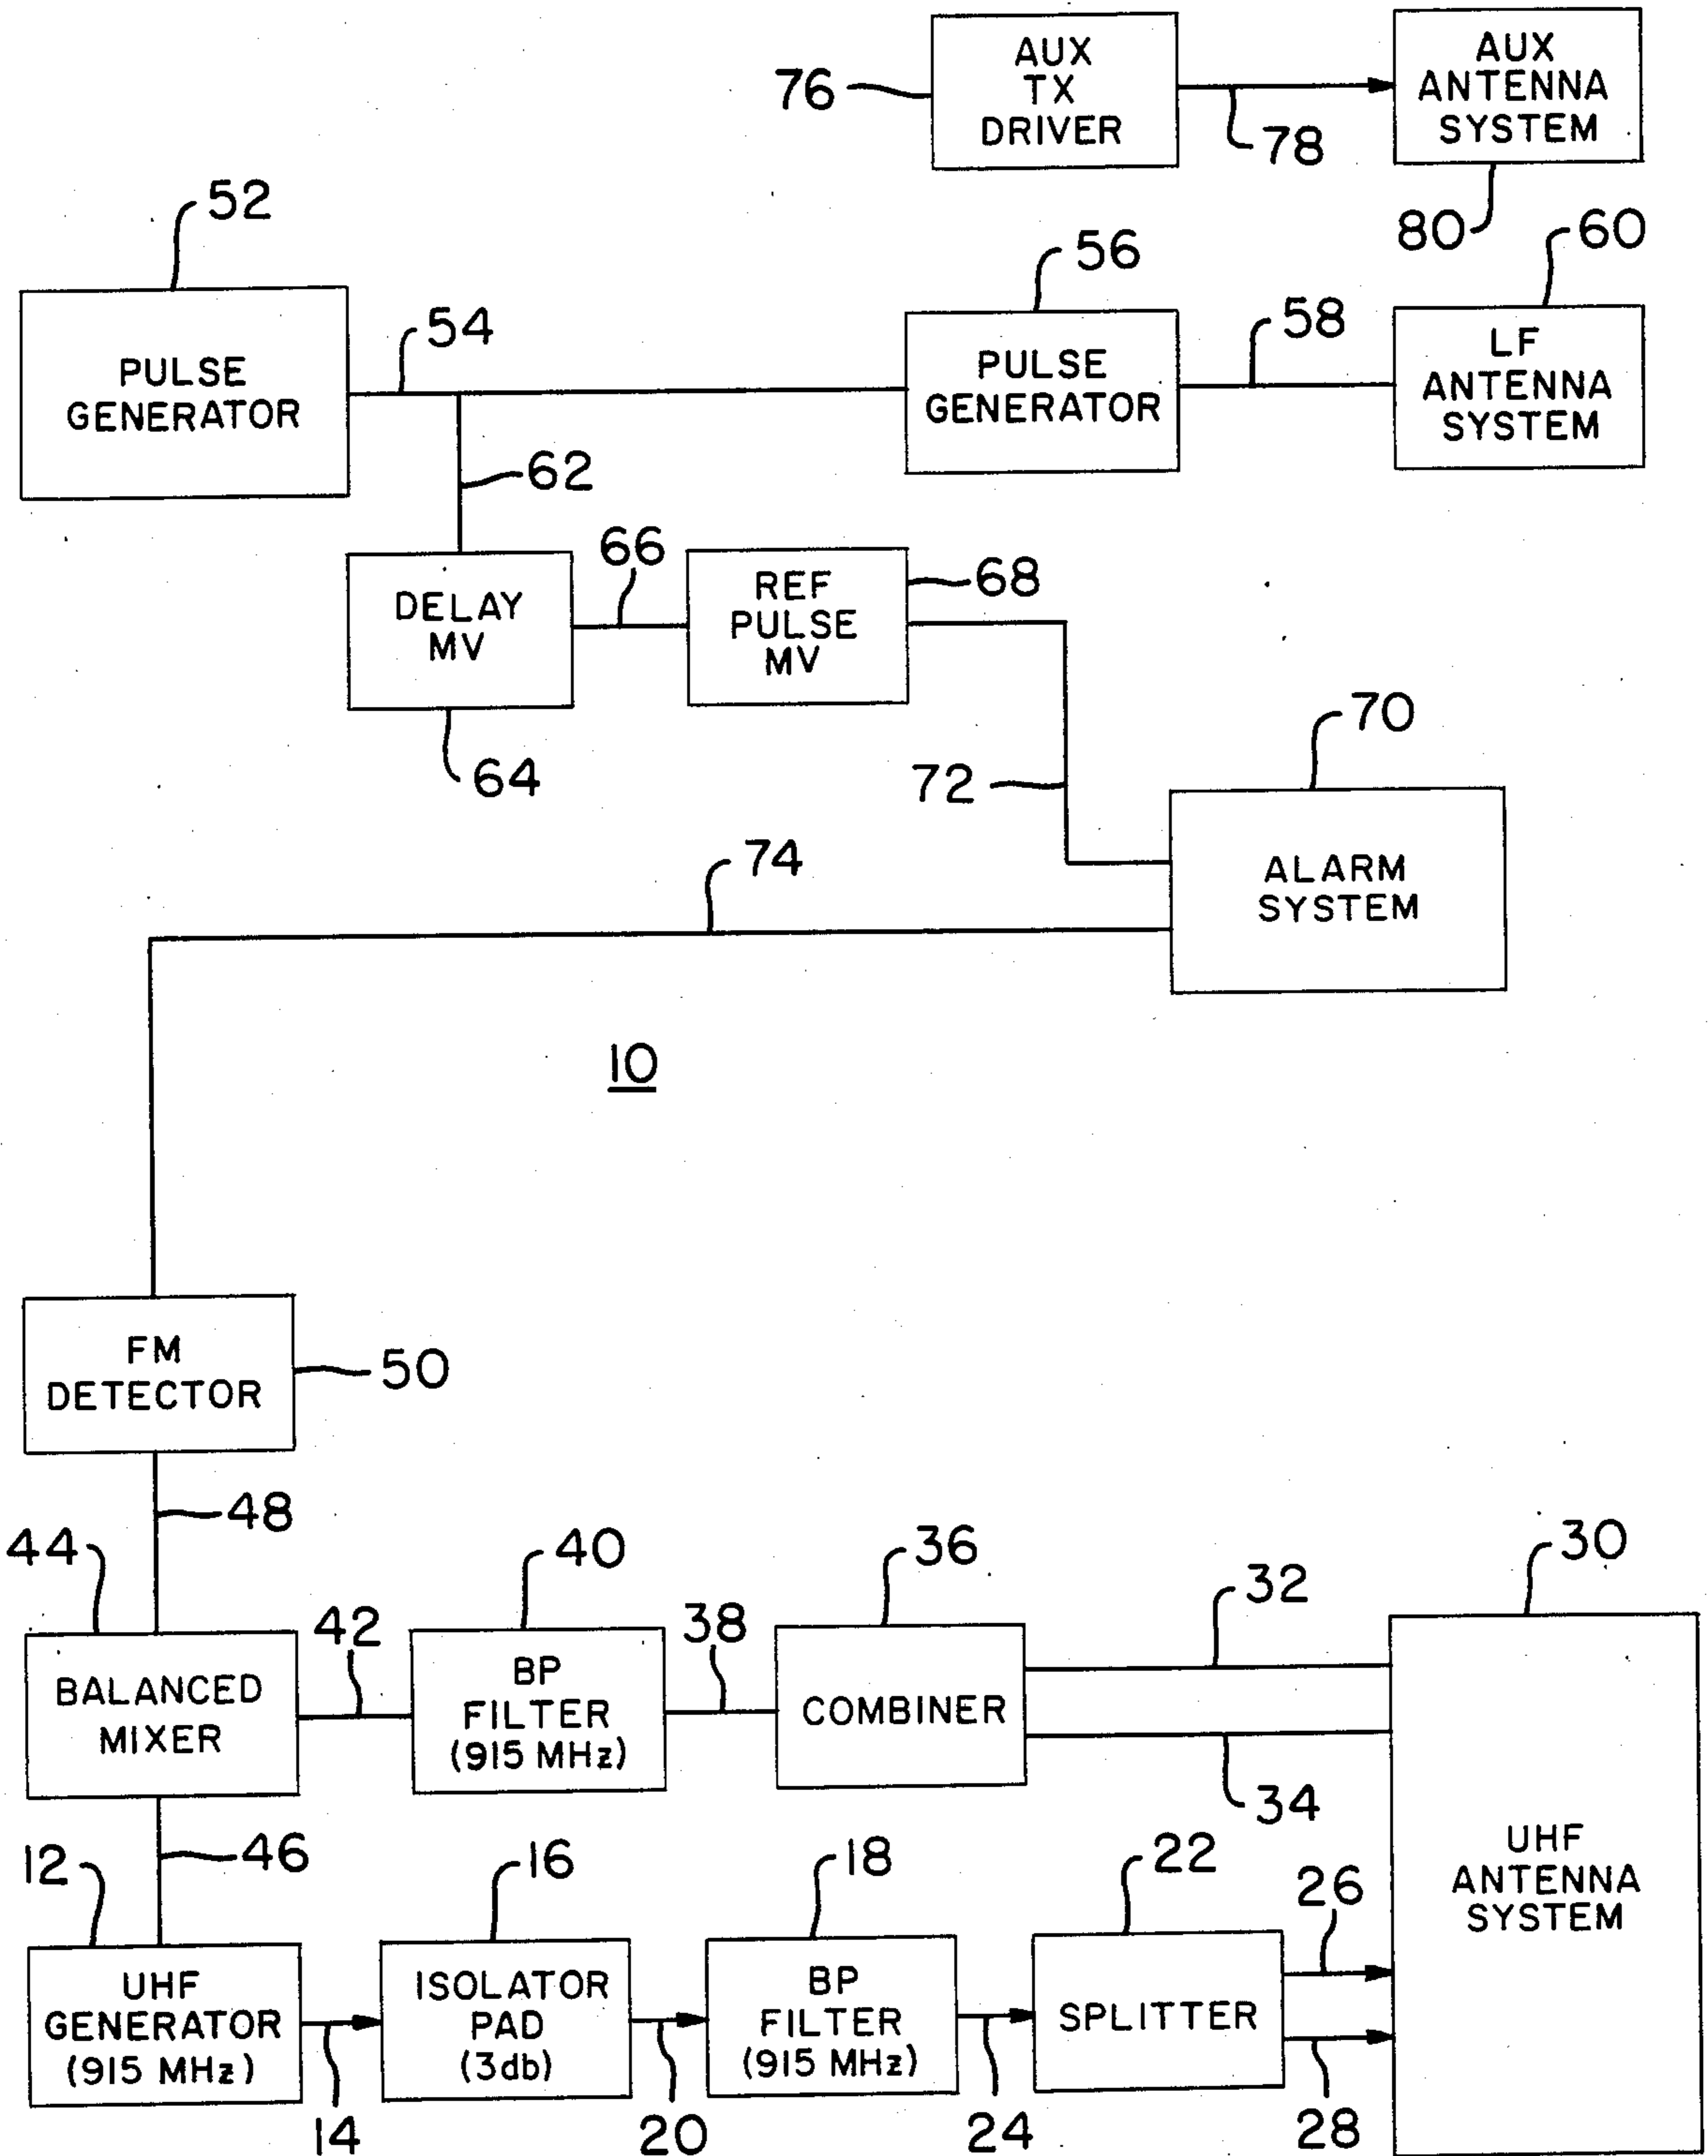 AUX
TX
DRIVER
76
78
AUX
ANTENNA
SYSTEM
80
52
PULSE
GENERATOR
54
56
PULSE
GENERATOR
58
60
LF
ANTENNA
SYSTEM
62
DELAY
MV
64
66
REF
PULSE
MV
68
70
72
ALARM
SYSTEM
74
10
FM
DETECTOR
50
48
44
BALANCED
MIXER
42
40
BP
FILTER
(915 MHz)
38
36
COMBINER
32
34
30
UHF
ANTENNA
SYSTEM
46
12
UHF
GENERATOR
(915 MHz)
14
16
ISOLATOR
PAD
(3db)
20
18
BP
FILTER
(915 MHz)
24
22
SPLITTER
26
28